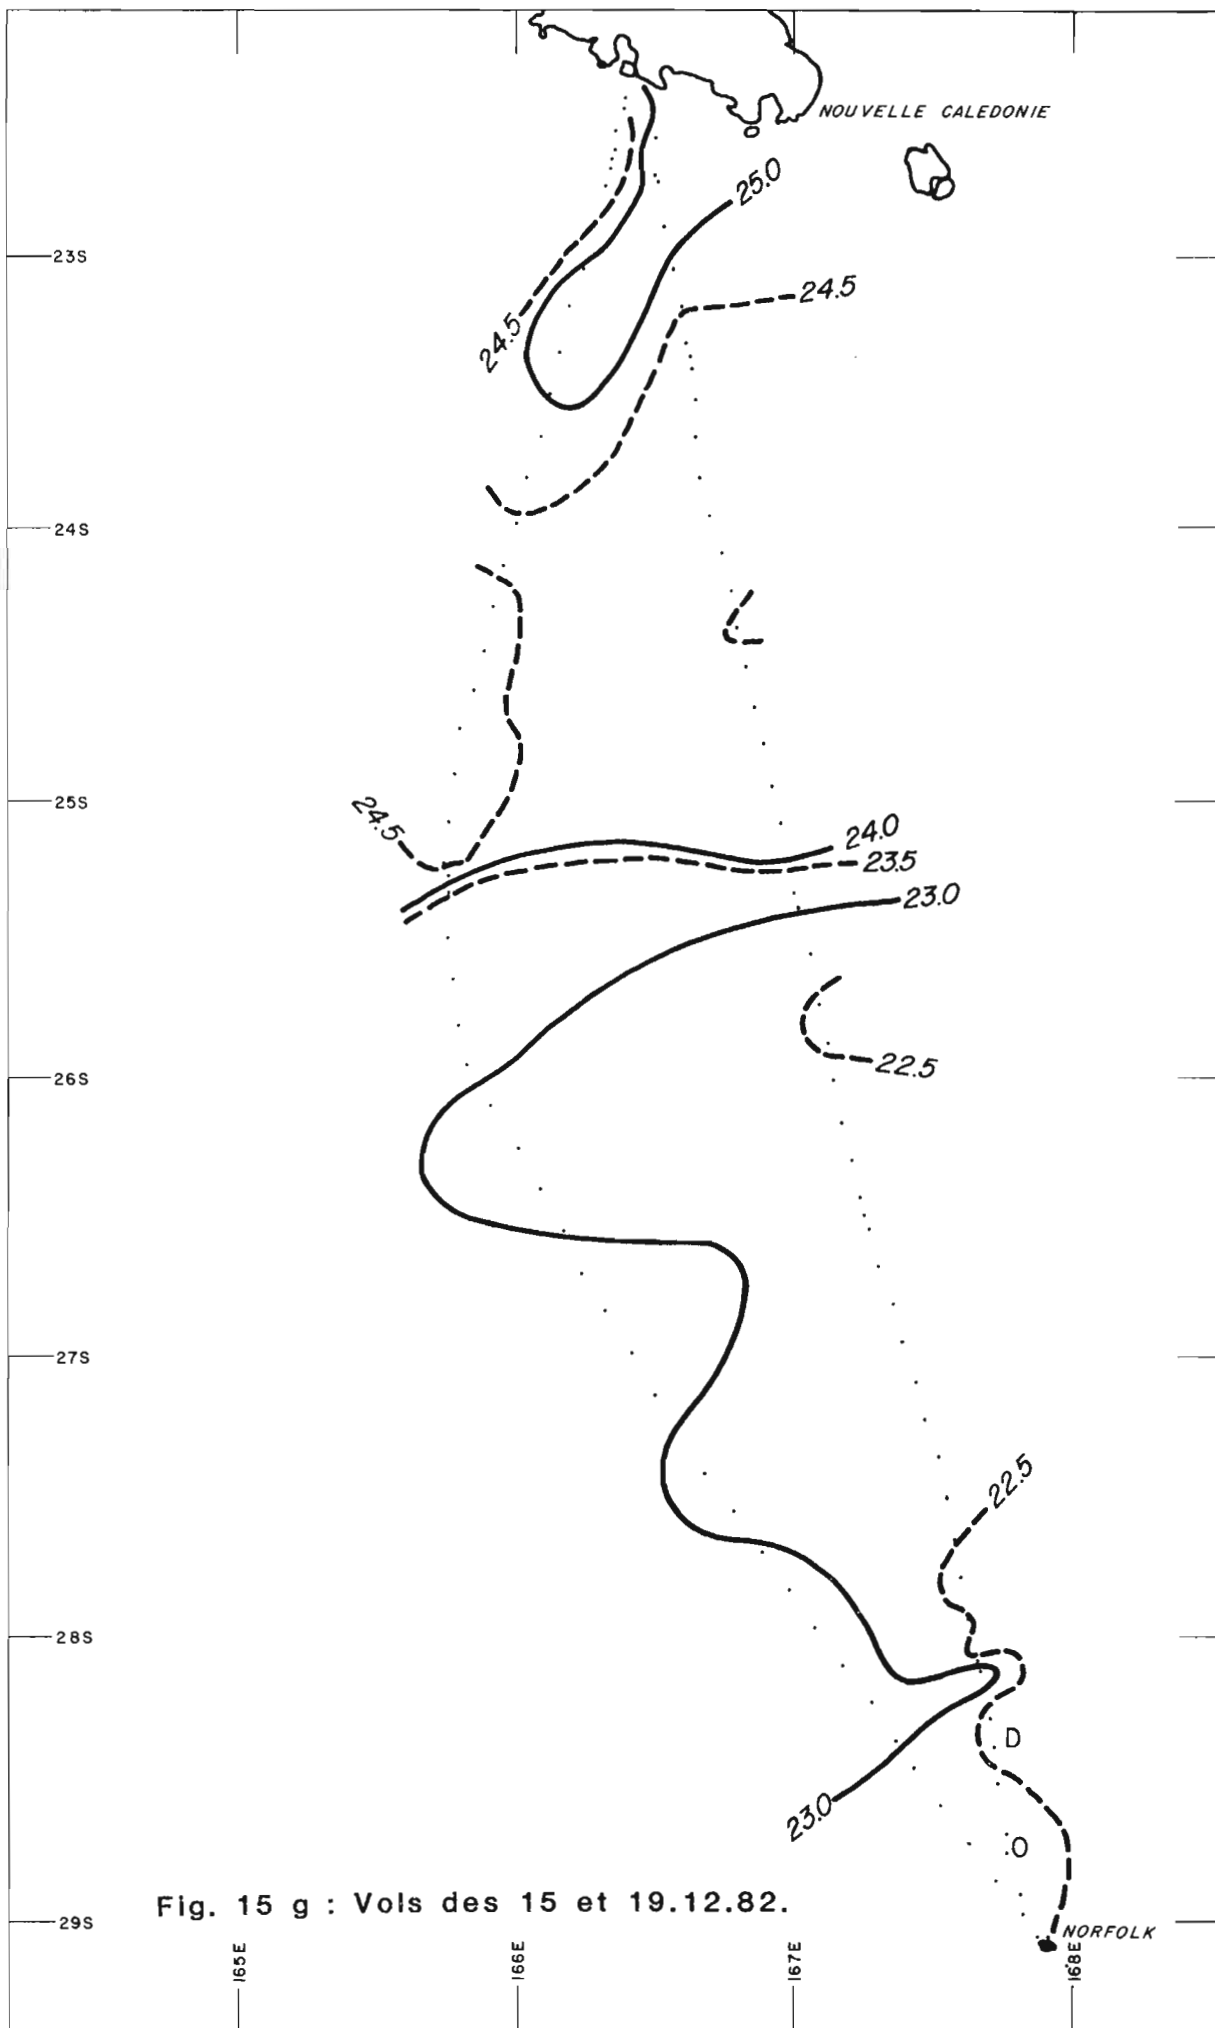 NOUVELLE CALEDONIE
25.0
23S
24.5
24.5
24S
25S
24.5
24.0
23.5
23.0
22.5
26S
27S
22.5
28S
D
23.0
O
Fig. 15 g : Vols des 15 et 19.12.82.
29S
NORFOLK
165E
166E
167E
168E